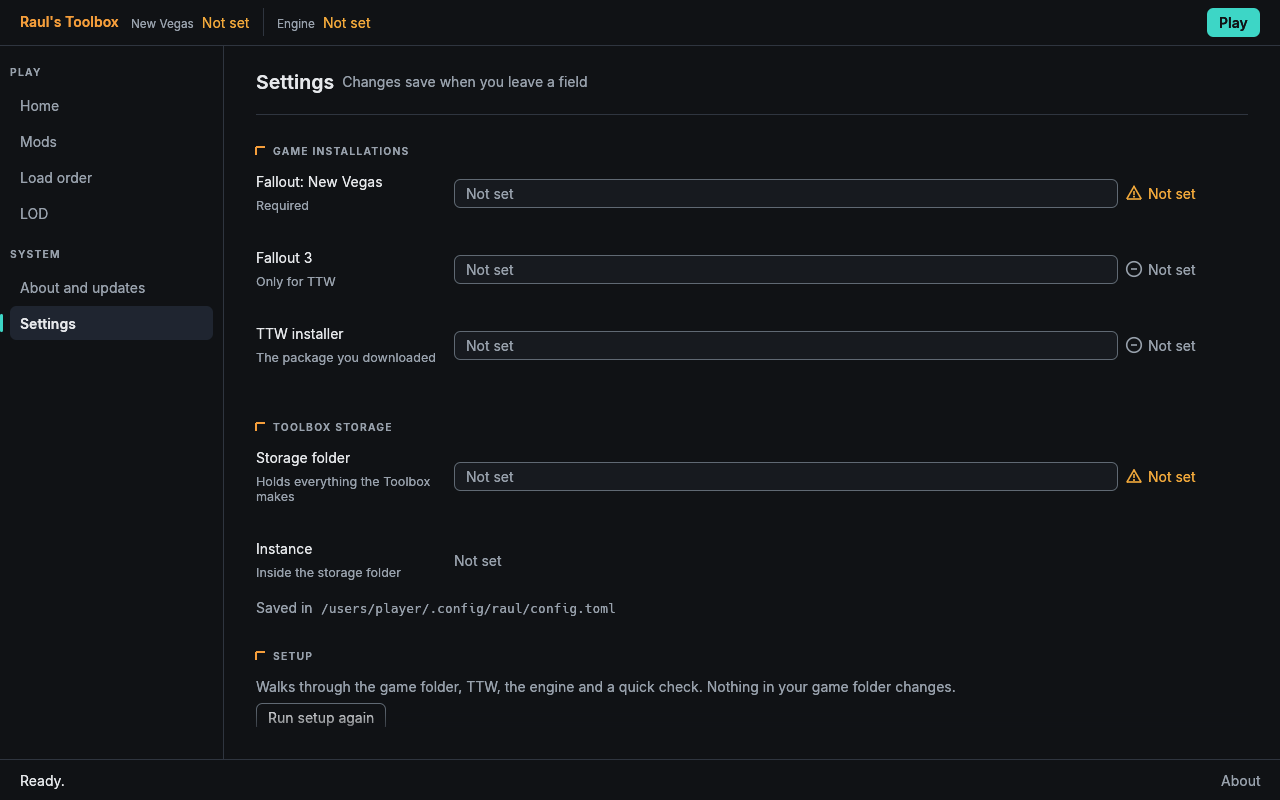 Raul's Toolbox New Vegas Not set Engine Not set Play
PLAY
Home
Mods
Load order
LOD
SYSTEM
About and updates
Settings
Settings Changes save when you leave a field
GAME INSTALLATIONS
Fallout: New Vegas
Required
Not set
Not set
Fallout 3
Only for TTW
Not set
Not set
TTW installer
The package you downloaded
Not set
Not set
TOOLBOX STORAGE
Storage folder
Holds everything the Toolbox
makes
Not set
Not set
Instance
Inside the storage folder
Not set
Saved in /users/player/.config/raul/config.toml
SETUP
Walks through the game folder, TTW, the engine and a quick check. Nothing in your game folder changes.
Run setup again
Ready. About